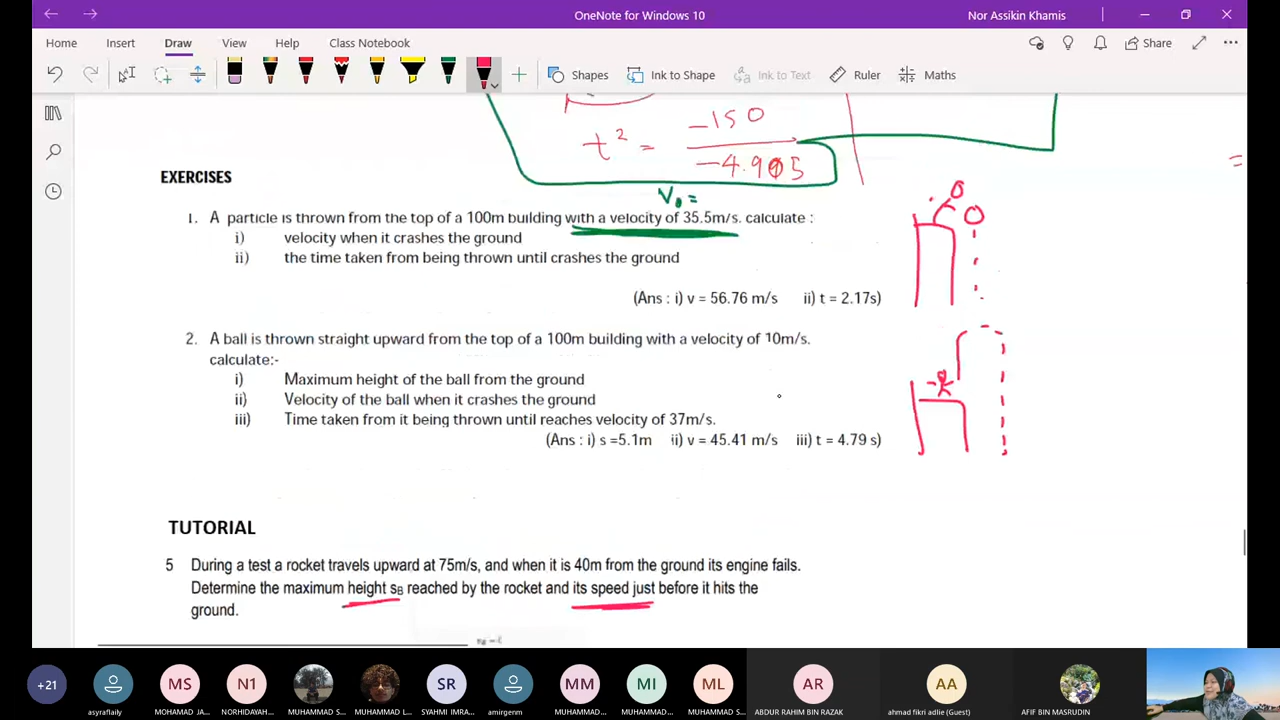 OneNote for Windows 10
Nor Assikin Khamis
Home Insert Draw View Help Class Notebook
Share
Shapes
Ink to Shape
Ink to Text
Ruler
Maths
t² = -150
-4.905
=
EXERCISES
V₀ =
1. A particle is thrown from the top of a 100m building with a velocity of 35.5m/s. calculate :
i) velocity when it crashes the ground
ii) the time taken from being thrown until crashes the ground
(Ans : i) v = 56.76 m/s ii) t = 2.17s)
2. A ball is thrown straight upward from the top of a 100m building with a velocity of 10m/s.
calculate:-
i) Maximum height of the ball from the ground
ii) Velocity of the ball when it crashes the ground
iii) Time taken from it being thrown until reaches velocity of 37m/s.
(Ans : i) s =5.1m ii) v = 45.41 m/s iii) t = 4.79 s)
TUTORIAL
5 During a test a rocket travels upward at 75m/s, and when it is 40m from the ground its engine fails.
Determine the maximum height sB reached by the rocket and its speed just before it hits the
ground.
+21 MS N1 SR MM MI ML AR AA
asyraflaily MOHAMAD JA... NORHIDAYAH... MUHAMMAD S... MUHAMMAD L... SYAHMI IMRA... amirgenm MUHAMMAD... MUHAMMAD... MUHAMMAD... ABDUR RAHIM BIN RAZAK ahmad fikri adlie (Guest) AFIF BIN MASRUDIN